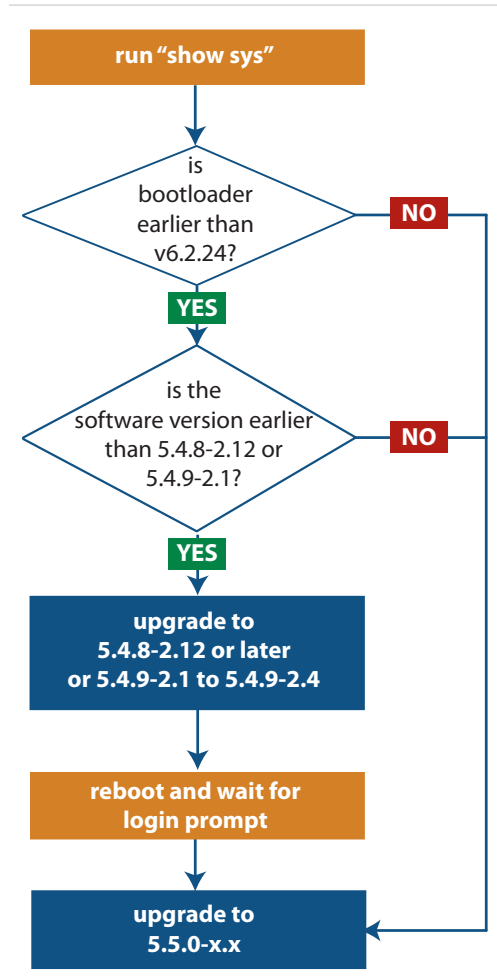 run “show sys”
is
bootloader
earlier than
v6.2.24?
NO
YES
is the
software version earlier
than 5.4.8-2.12 or
5.4.9-2.1?
NO
YES
upgrade to
5.4.8-2.12 or later
or 5.4.9-2.1 to 5.4.9-2.4
reboot and wait for
login prompt
upgrade to
5.5.0-x.x